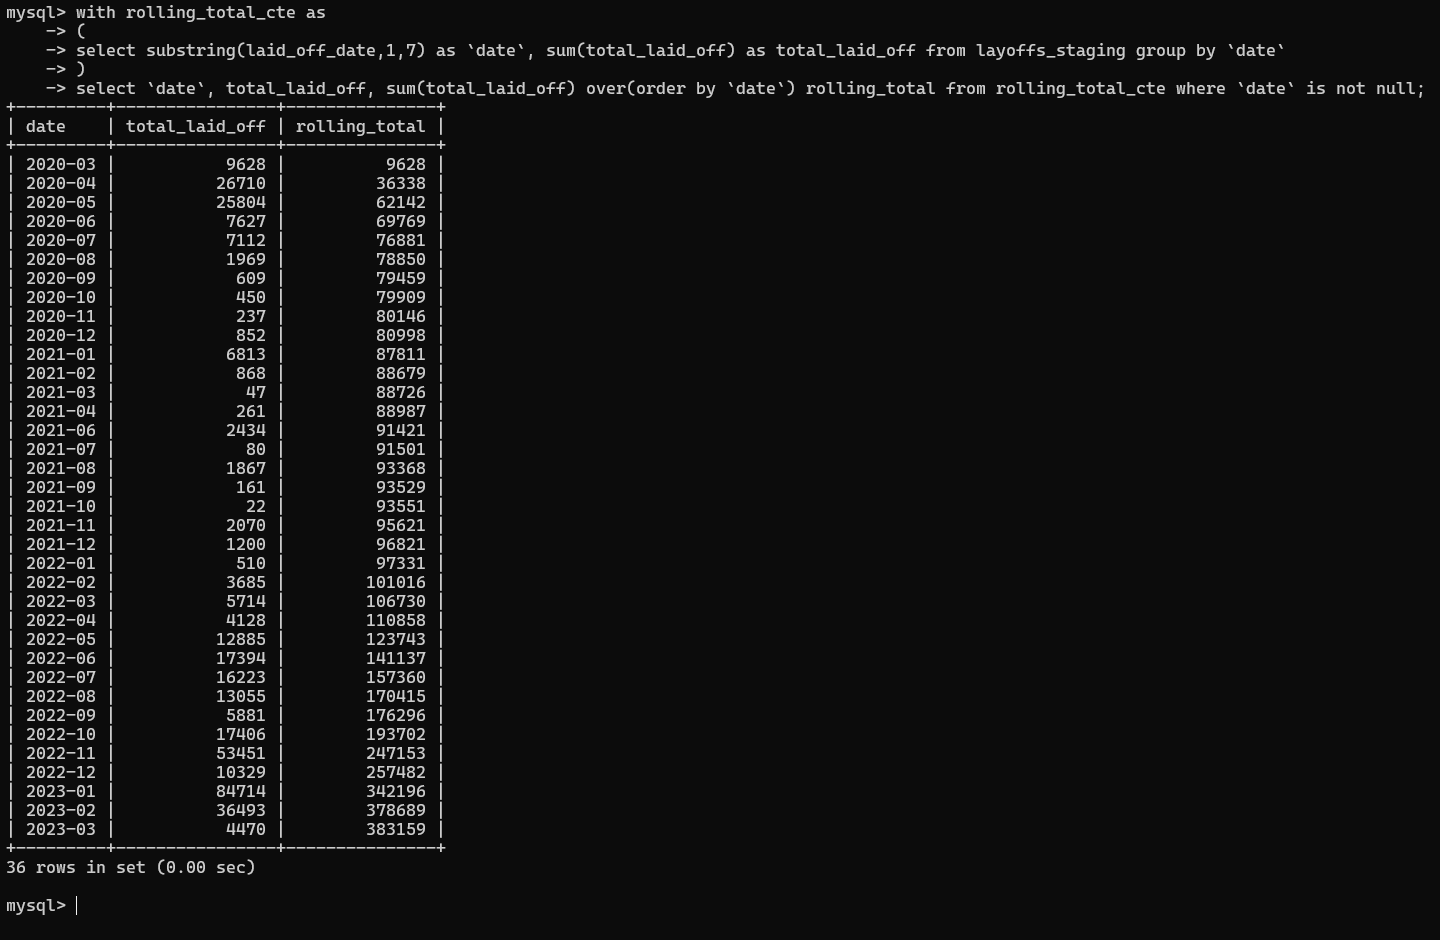 mysql> with rolling_total_cte as
    -> (
    -> select substring(laid_off_date,1,7) as `date`, sum(total_laid_off) as total_laid_off from layoffs_staging group by `date`
    -> )
    -> select `date`, total_laid_off, sum(total_laid_off) over(order by `date`) rolling_total from rolling_total_cte where `date` is not null;
+---------+----------------+---------------+
| date    | total_laid_off | rolling_total |
+---------+----------------+---------------+
| 2020-03 |           9628 |          9628 |
| 2020-04 |          26710 |         36338 |
| 2020-05 |          25804 |         62142 |
| 2020-06 |           7627 |         69769 |
| 2020-07 |           7112 |         76881 |
| 2020-08 |           1969 |         78850 |
| 2020-09 |            609 |         79459 |
| 2020-10 |            450 |         79909 |
| 2020-11 |            237 |         80146 |
| 2020-12 |            852 |         80998 |
| 2021-01 |           6813 |         87811 |
| 2021-02 |            868 |         88679 |
| 2021-03 |             47 |         88726 |
| 2021-04 |            261 |         88987 |
| 2021-06 |           2434 |         91421 |
| 2021-07 |             80 |         91501 |
| 2021-08 |           1867 |         93368 |
| 2021-09 |            161 |         93529 |
| 2021-10 |             22 |         93551 |
| 2021-11 |           2070 |         95621 |
| 2021-12 |           1200 |         96821 |
| 2022-01 |            510 |         97331 |
| 2022-02 |           3685 |        101016 |
| 2022-03 |           5714 |        106730 |
| 2022-04 |           4128 |        110858 |
| 2022-05 |          12885 |        123743 |
| 2022-06 |          17394 |        141137 |
| 2022-07 |          16223 |        157360 |
| 2022-08 |          13055 |        170415 |
| 2022-09 |           5881 |        176296 |
| 2022-10 |          17406 |        193702 |
| 2022-11 |          53451 |        247153 |
| 2022-12 |          10329 |        257482 |
| 2023-01 |          84714 |        342196 |
| 2023-02 |          36493 |        378689 |
| 2023-03 |           4470 |        383159 |
+---------+----------------+---------------+
36 rows in set (0.00 sec)
mysql>